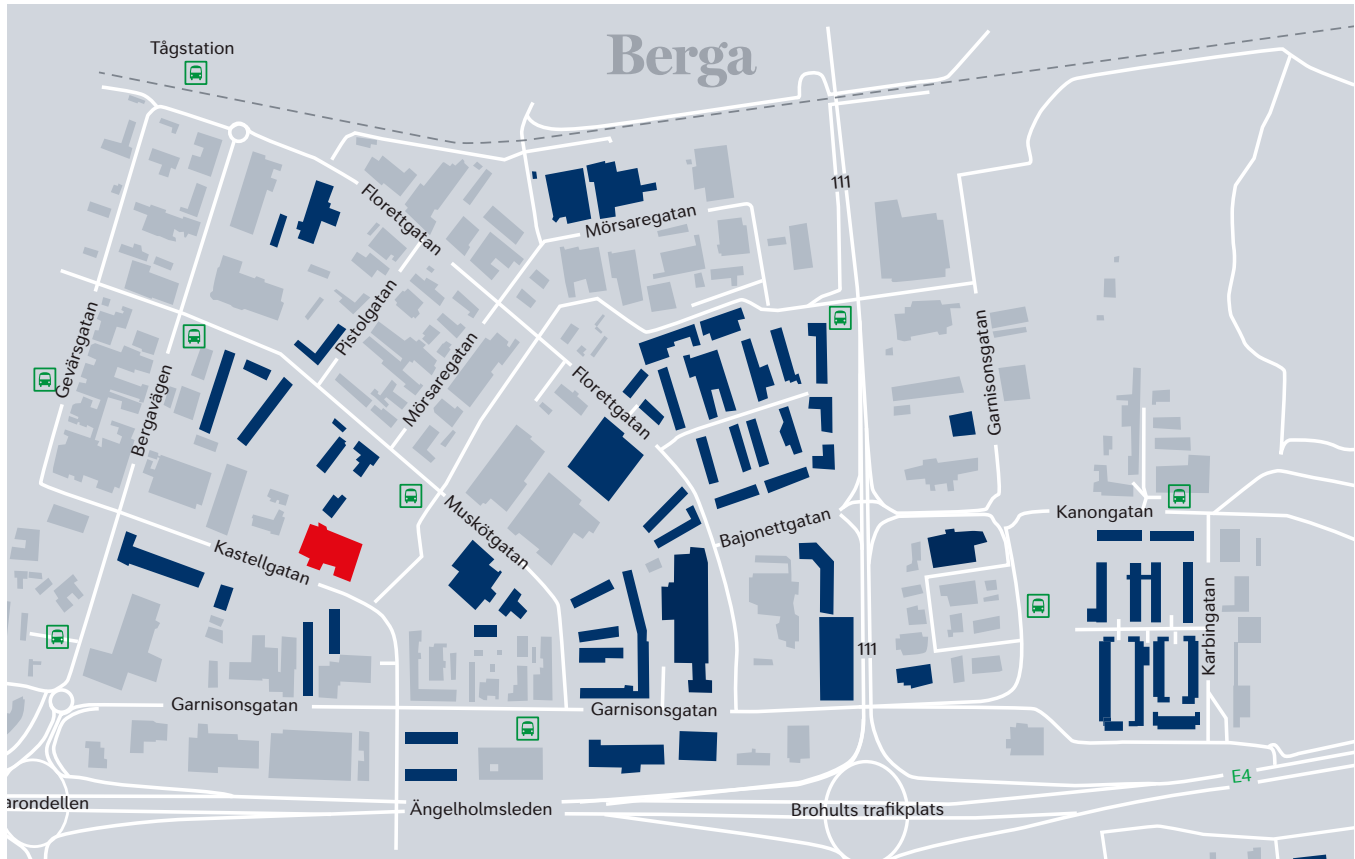 Tågstation
Berga
111
Florettgatan
Mörsaregatan
Gevärsgatan
Pistolgatan
Mörsaregatan
Bergavägen
Florettgatan
Garnisonsgatan
Muskötgatan
Bajonettgatan
Kanongatan
Kastellgatan
Karbingatan
111
Garnisonsgatan
Garnisonsgatan
E4
arondellen
Ängelholmsleden
Brohults trafikplats